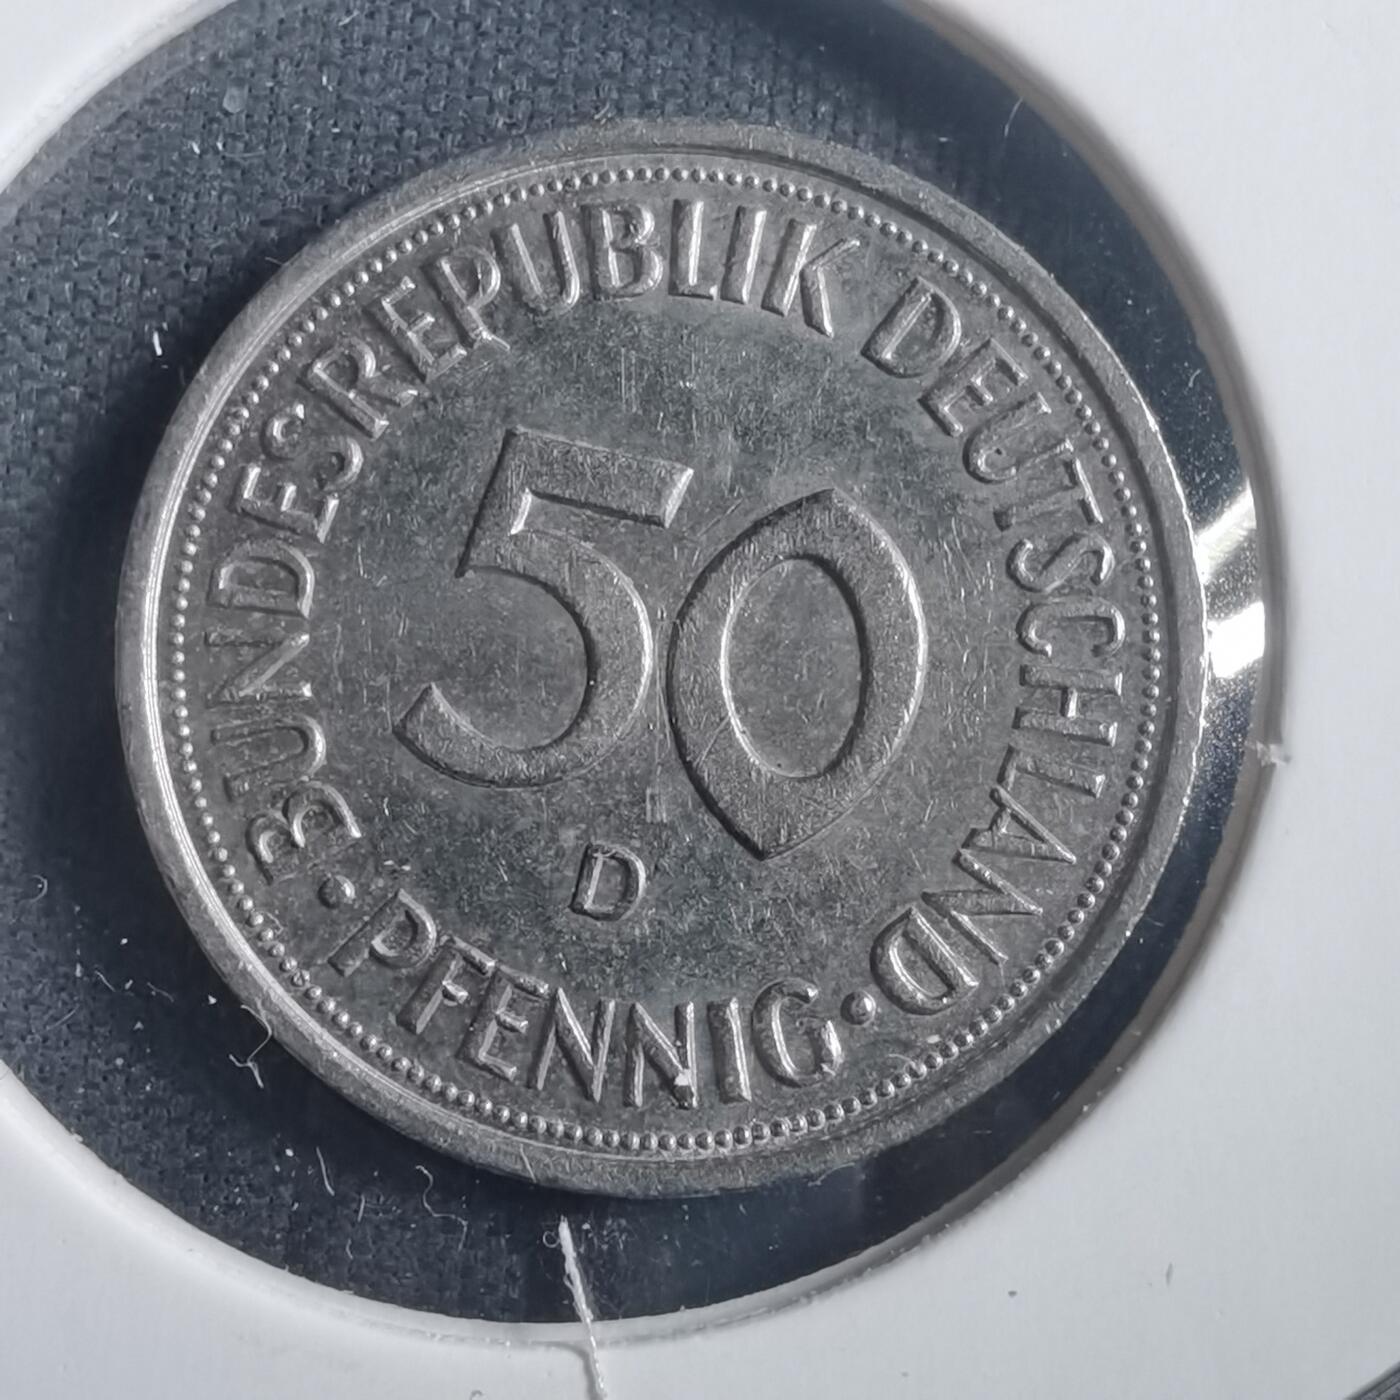 BUNDESREPUBLIK DEUTSCHLAND
50
D
• PFENNIG •